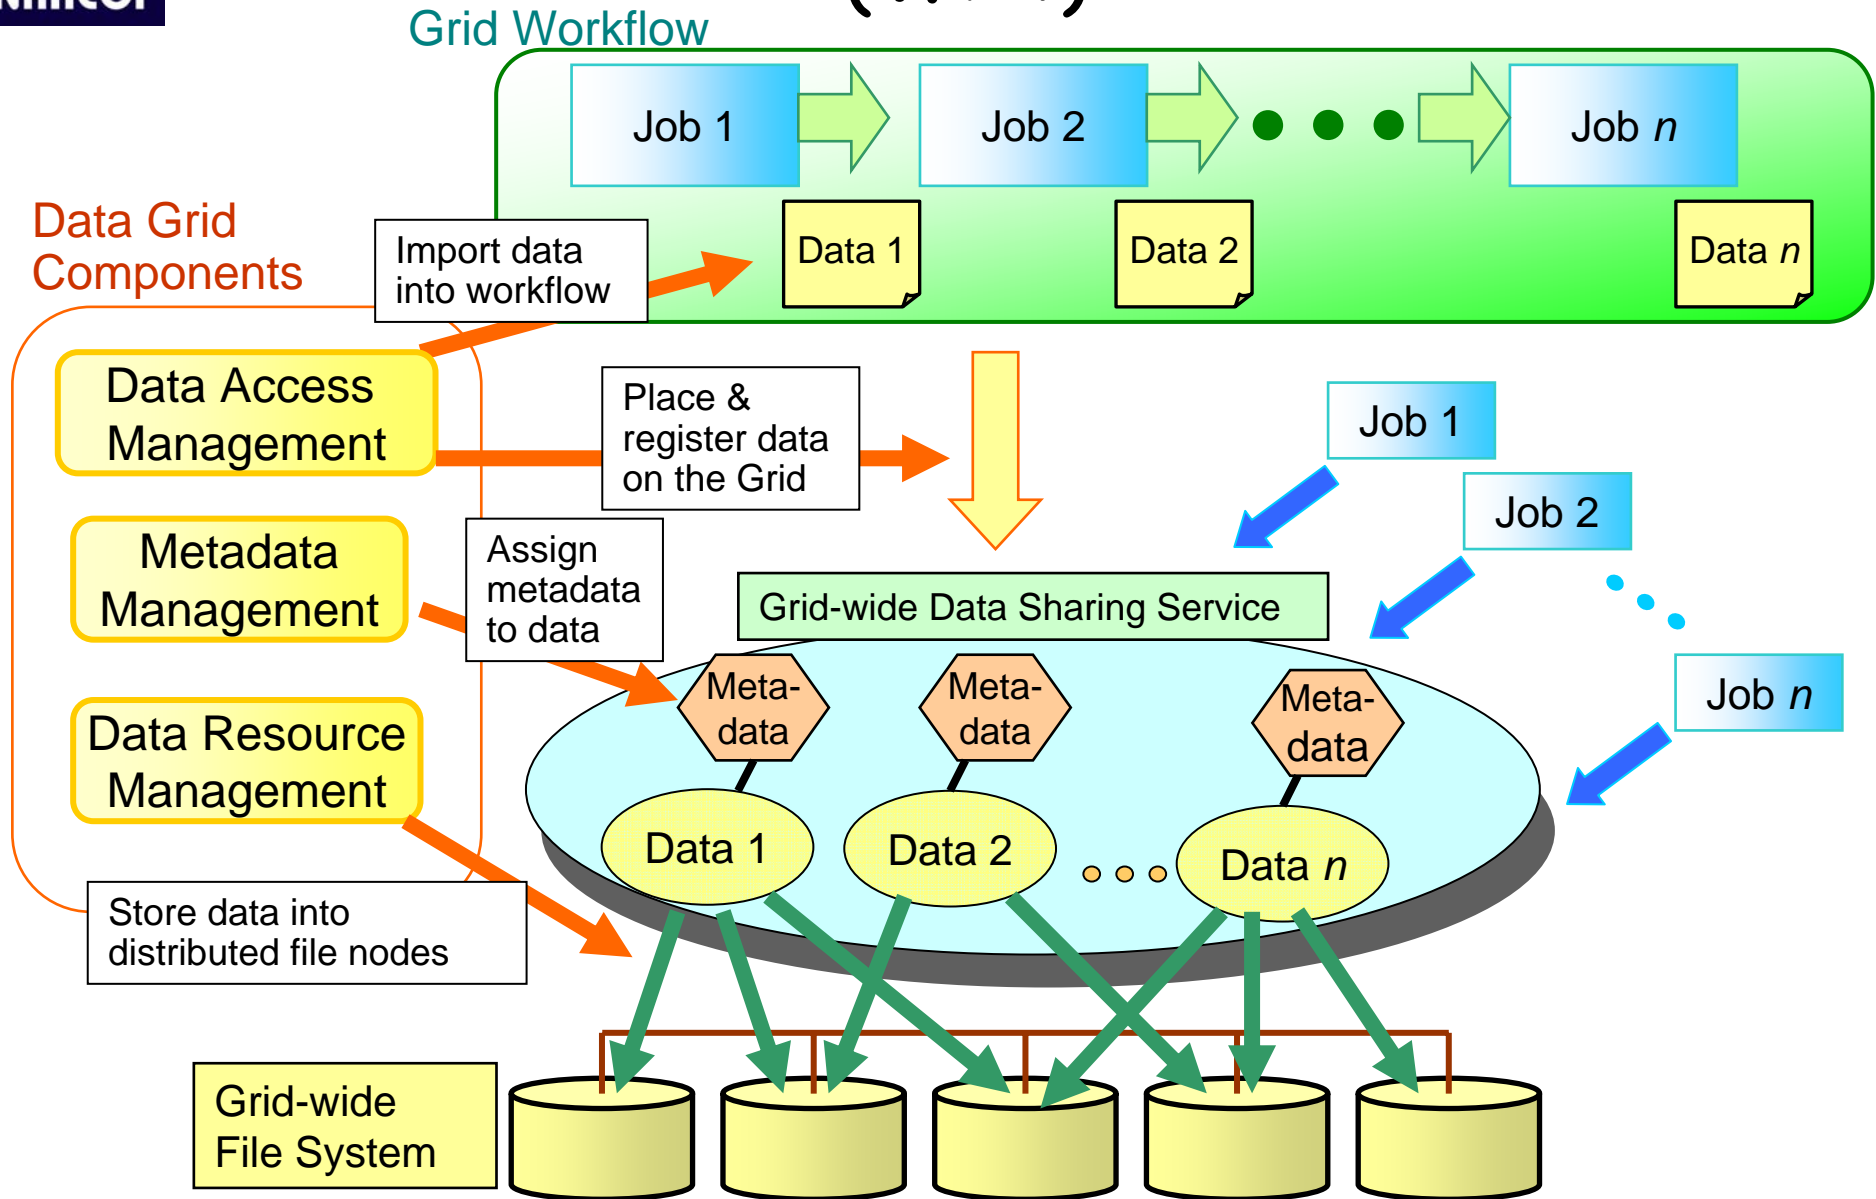 Grid Workflow
Job 1
Job 2
Job n
Data 1
Data 2
Data n
Data Grid
Components
Import data
into workflow
Data Access
Management
Place &
register data
on the Grid
Job 1
Job 2
Job n
Metadata
Management
Assign
metadata
to data
Grid-wide Data Sharing Service
Meta-
data
Meta-
data
Meta-
data
Data Resource
Management
Data 1
Data 2
Data n
Store data into
distributed file nodes
Grid-wide
File System